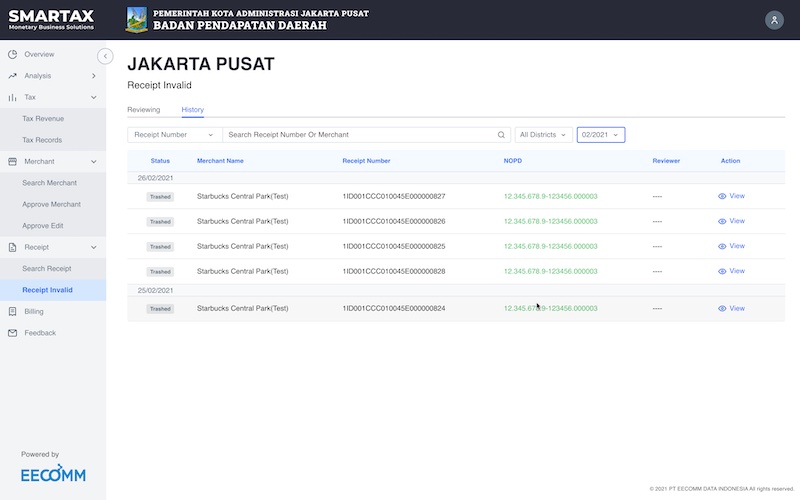 SMARTAX
Monetary Business Solutions
PEMERINTAH KOTA ADMINISTRASI JAKARTA PUSAT
BADAN PENDAPATAN DAERAH
Overview
Analysis
Tax
Tax Revenue
Tax Records
Merchant
Search Merchant
Approve Merchant
Approve Edit
Receipt
Search Receipt
Receipt Invalid
Billing
Feedback
Powered by
EECOMM
JAKARTA PUSAT
Receipt Invalid
Reviewing History
Receipt Number Search Receipt Number Or Merchant All Districts 02/2021
Status Merchant Name Receipt Number NOPD Reviewer Action
26/02/2021
Trashed Starbucks Central Park(Test) 1ID001CCC010045E000000827 12.345.678.9-123456.000003 ---- View
Trashed Starbucks Central Park(Test) 1ID001CCC010045E000000826 12.345.678.9-123456.000003 ---- View
Trashed Starbucks Central Park(Test) 1ID001CCC010045E000000825 12.345.678.9-123456.000003 ---- View
Trashed Starbucks Central Park(Test) 1ID001CCC010045E000000828 12.345.678.9-123456.000003 ---- View
25/02/2021
Trashed Starbucks Central Park(Test) 1ID001CCC010045E000000824 12.345.678.9-123456.000003 ---- View
© 2021 PT EECOMM DATA INDONESIA All rights reserved